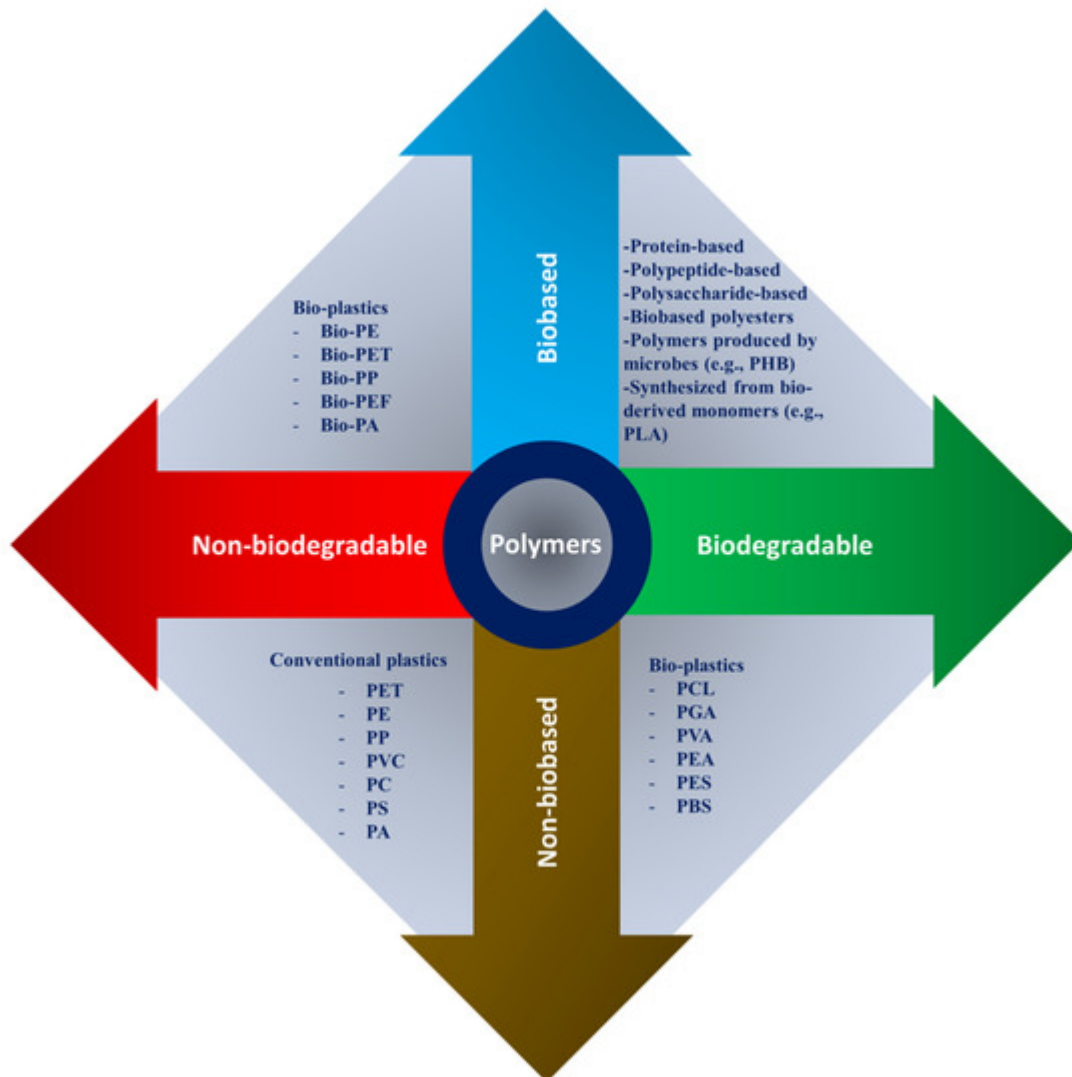 Biobased
Bio-plastics
- Bio-PE
- Bio-PET
- Bio-PP
- Bio-PEF
- Bio-PA
-Protein-based
-Polypeptide-based
-Polysaccharide-based
-Biobased polyesters
-Polymers produced by
microbes (e.g., PHB)
-Synthesized from bio-
derived monomers (e.g.,
PLA)
Non-biodegradable
Polymers
Biodegradable
Conventional plastics
- PET
- PE
- PP
- PVC
- PC
- PS
- PA
Non-biobased
Bio-plastics
- PCL
- PGA
- PVA
- PEA
- PES
- PBS